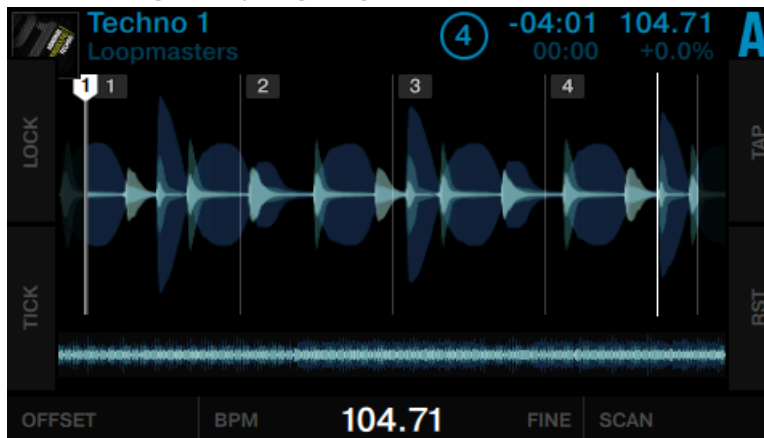 Techno 1
Loopmasters
4
-04:01
00:00
104.71
+0.0%
A
LOCK
TICK
1
1
2
3
4
TAP
RST
OFFSET
BPM
104.71
FINE
SCAN